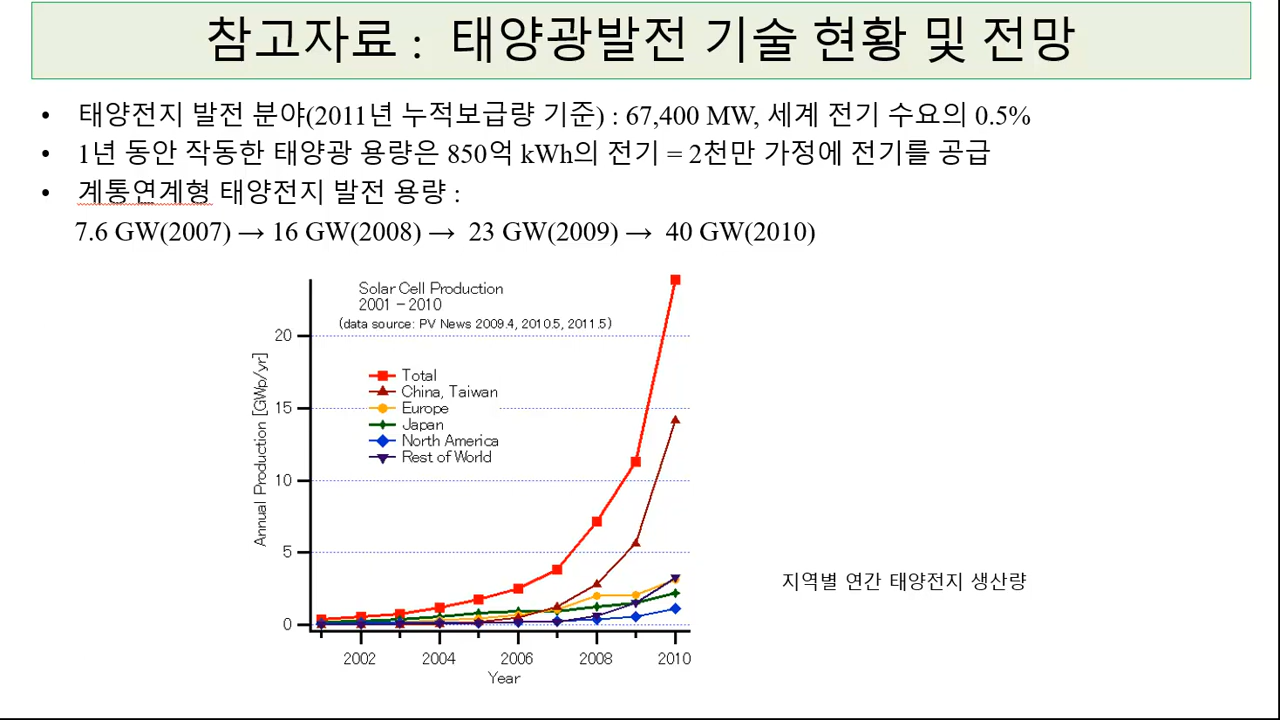 참고자료 : 태양광발전 기술 현황 및 전망
• 태양전지 발전 분야(2011년 누적보급량 기준) : 67,400 MW, 세계 전기 수요의 0.5%
• 1년 동안 작동한 태양광 용량은 850억 kWh의 전기 = 2천만 가정에 전기를 공급
• 계통연계형 태양전지 발전 용량 :
7.6 GW(2007) → 16 GW(2008) → 23 GW(2009) → 40 GW(2010)
Solar Cell Production
2001 - 2010
(data source: PV News 2009.4, 2010.5, 2011.5)
Total
China, Taiwan
Europe
Japan
North America
Rest of World
Annual Production [GWp/yr]
20
15
10
5
0
2002 2004 2006 2008 2010
Year
지역별 연간 태양전지 생산량